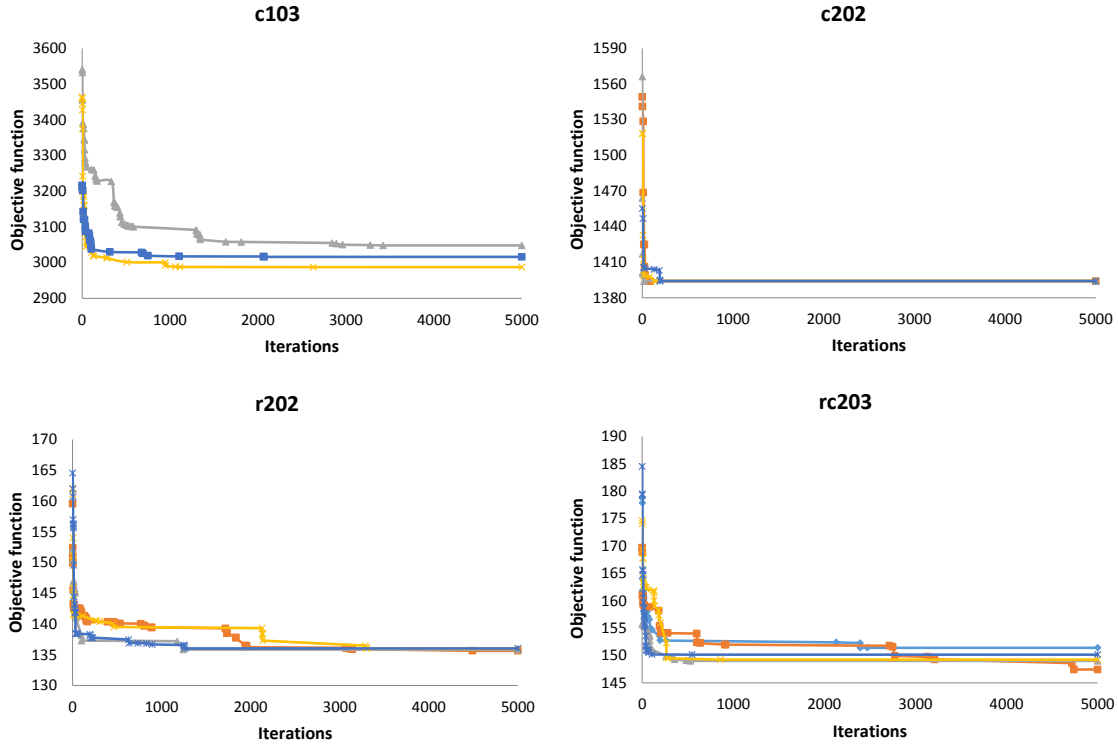 c103
3600
3500
3400
3300
3200
3100
3000
2900
Objective function
0 1000 2000 3000 4000 5000
Iterations
c202
1590
1560
1530
1500
1470
1440
1410
1380
Objective function
0 1000 2000 3000 4000 5000
Iterations
r202
170
165
160
155
150
145
140
135
130
Objective function
0 1000 2000 3000 4000 5000
Iterations
rc203
190
185
180
175
170
165
160
155
150
145
Objective function
0 1000 2000 3000 4000 5000
Iterations